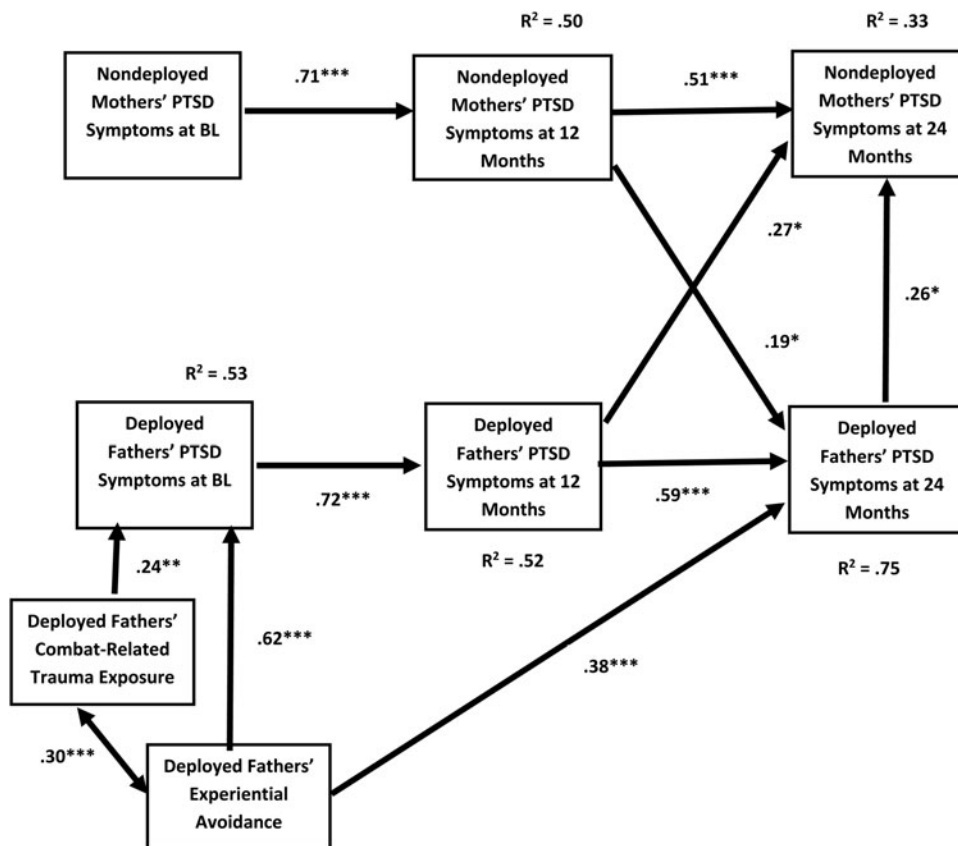 R² = .50
R² = .33
Nondeployed
Mothers’ PTSD
Symptoms at BL
.71***
Nondeployed
Mothers’ PTSD
Symptoms at 12
Months
.51***
Nondeployed
Mothers’ PTSD
Symptoms at 24
Months
.27*
.26*
.19*
R² = .53
Deployed
Fathers’ PTSD
Symptoms at BL
.72***
Deployed
Fathers’ PTSD
Symptoms at 12
Months
.59***
Deployed
Fathers’ PTSD
Symptoms at 24
Months
R² = .52
R² = .75
.24**
Deployed Fathers’
Combat-Related
Trauma Exposure
.62***
.38***
.30***
Deployed Fathers’
Experiential
Avoidance